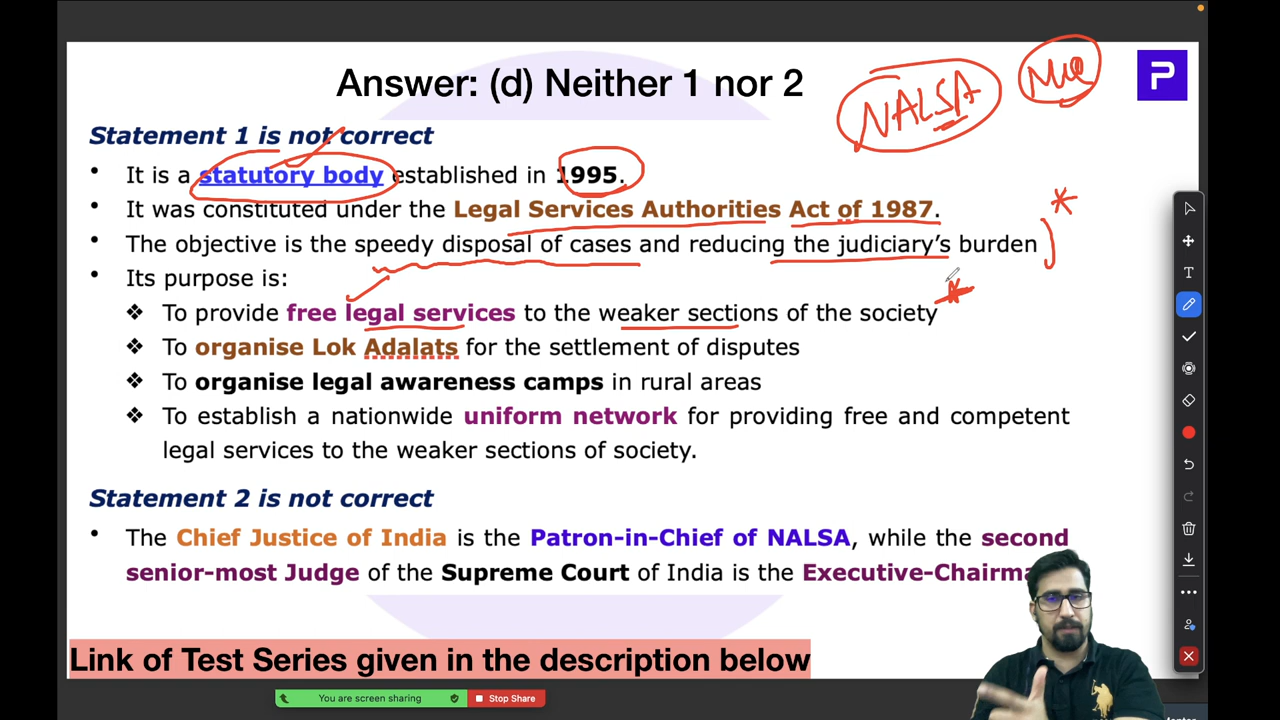 Answer: (d) Neither 1 nor 2
NALSA
Statement 1 is not correct
• It is a statutory body established in 1995.
• It was constituted under the Legal Services Authorities Act of 1987.
• The objective is the speedy disposal of cases and reducing the judiciary's burden
• Its purpose is:
❖ To provide free legal services to the weaker sections of the society
❖ To organise Lok Adalats for the settlement of disputes
❖ To organise legal awareness camps in rural areas
❖ To establish a nationwide uniform network for providing free and competent
legal services to the weaker sections of society.
Statement 2 is not correct
• The Chief Justice of India is the Patron-in-Chief of NALSA, while the second
senior-most Judge of the Supreme Court of India is the
Link of Test Series given in the description below
You are screen sharing
Stop Share